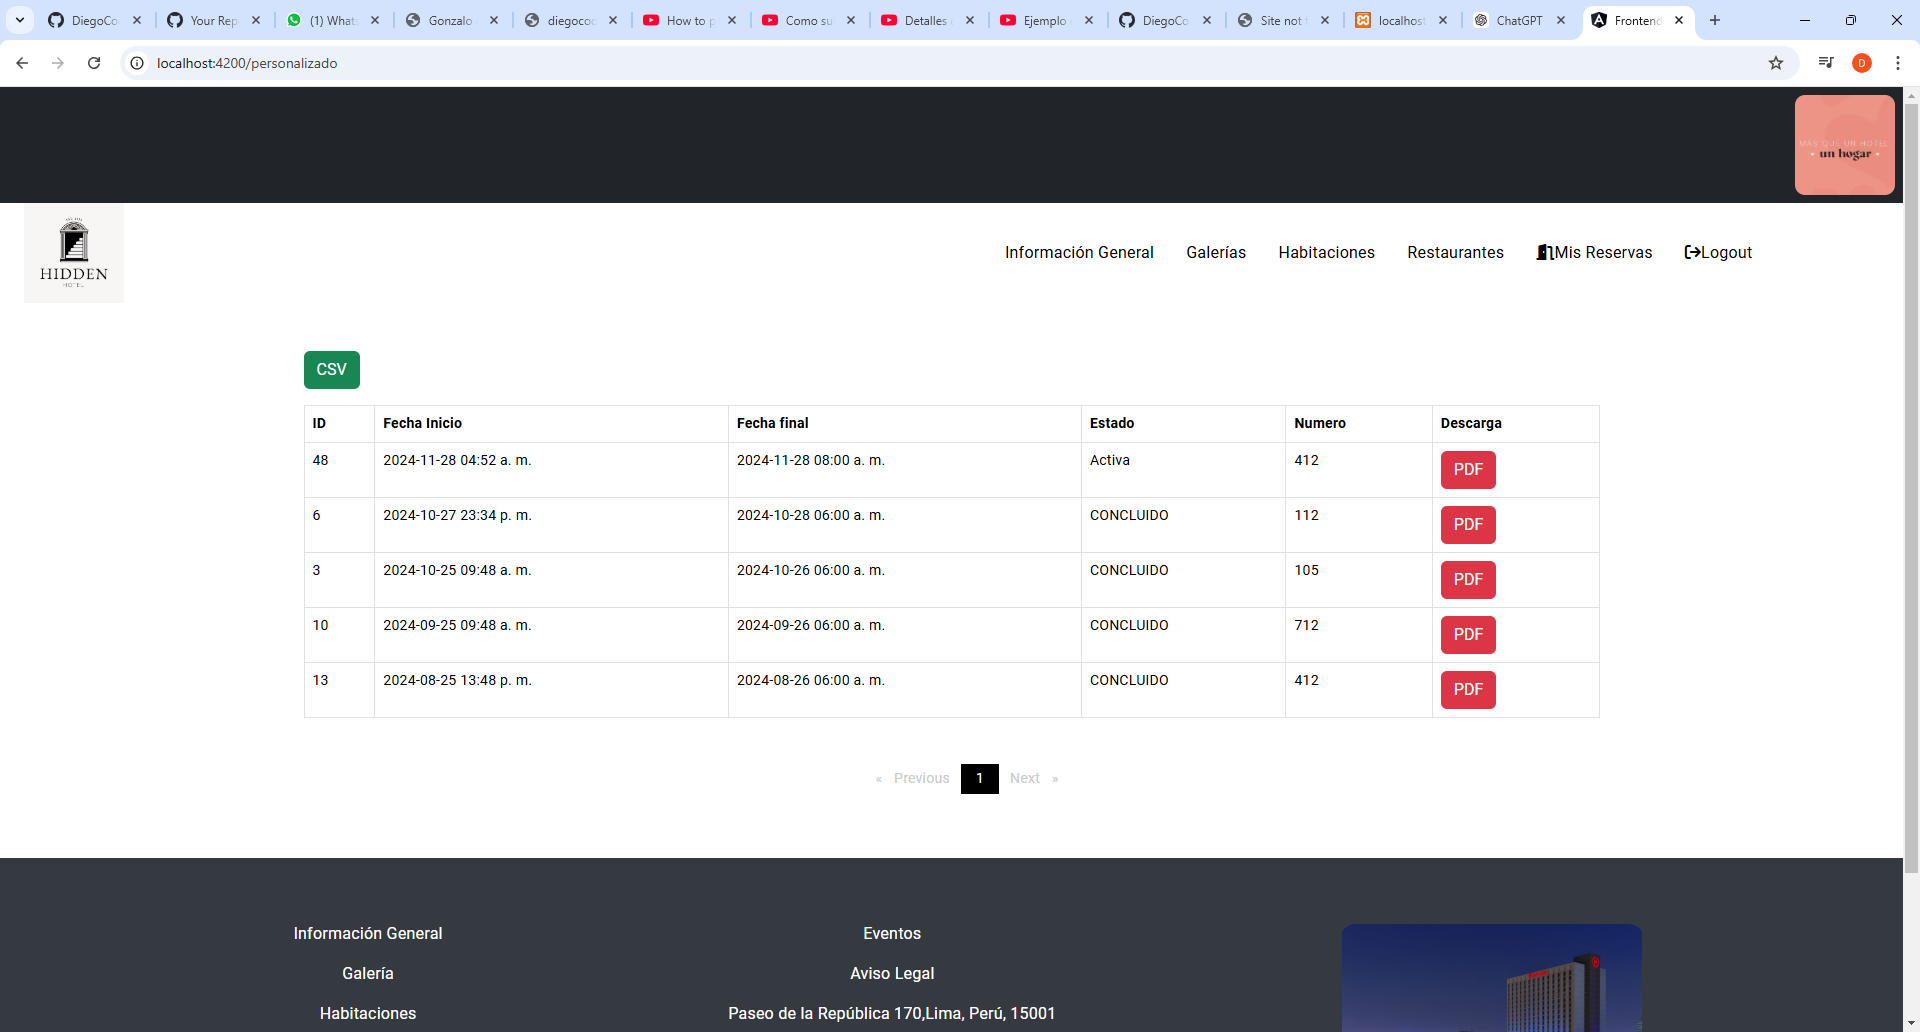 DiegoCo
Your Rep
(1) Whats
Gonzalo
diegococ
How to p
Como su
Detalles
Ejemplo
DiegoCo
Site not
localhost
ChatGPT
Frontend
localhost:4200/personalizado
D
MÁS QUE UN HOTEL
• un hogar •
HIDDEN
HOTEL
Información General Galerías Habitaciones Restaurantes Mis Reservas Logout
CSV
ID Fecha Inicio Fecha final Estado Numero Descarga
48 2024-11-28 04:52 a. m. 2024-11-28 08:00 a. m. Activa 412 PDF
6 2024-10-27 23:34 p. m. 2024-10-28 06:00 a. m. CONCLUIDO 112 PDF
3 2024-10-25 09:48 a. m. 2024-10-26 06:00 a. m. CONCLUIDO 105 PDF
10 2024-09-25 09:48 a. m. 2024-09-26 06:00 a. m. CONCLUIDO 712 PDF
13 2024-08-25 13:48 p. m. 2024-08-26 06:00 a. m. CONCLUIDO 412 PDF
« Previous 1 Next »
Información General Eventos
Galería Aviso Legal
Habitaciones Paseo de la República 170,Lima, Perú, 15001